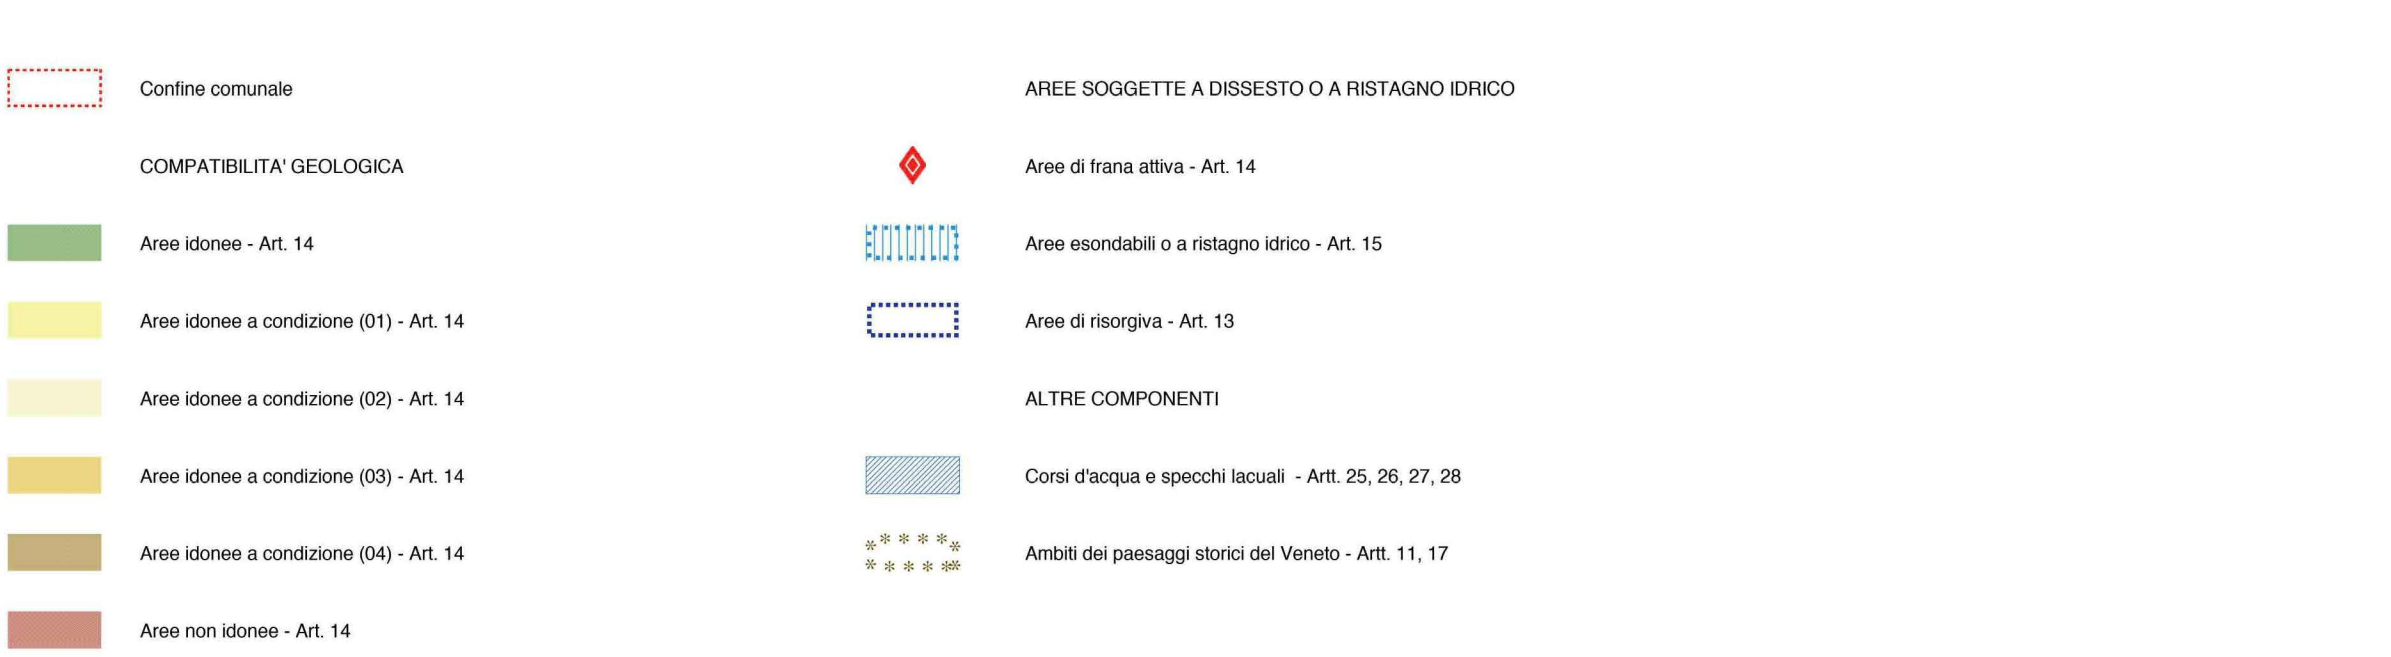 Confine comunale
COMPATIBILITA' GEOLOGICA
Aree idonee - Art. 14
Aree idonee a condizione (01) - Art. 14
Aree idonee a condizione (02) - Art. 14
Aree idonee a condizione (03) - Art. 14
Aree idonee a condizione (04) - Art. 14
Aree non idonee - Art. 14
AREE SOGGETTE A DISSESTO O A RISTAGNO IDRICO
Aree di frana attiva - Art. 14
Aree esondabili o a ristagno idrico - Art. 15
Aree di risorgiva - Art. 13
ALTRE COMPONENTI
Corsi d'acqua e specchi lacuali - Artt. 25, 26, 27, 28
Ambiti dei paesaggi storici del Veneto - Artt. 11, 17